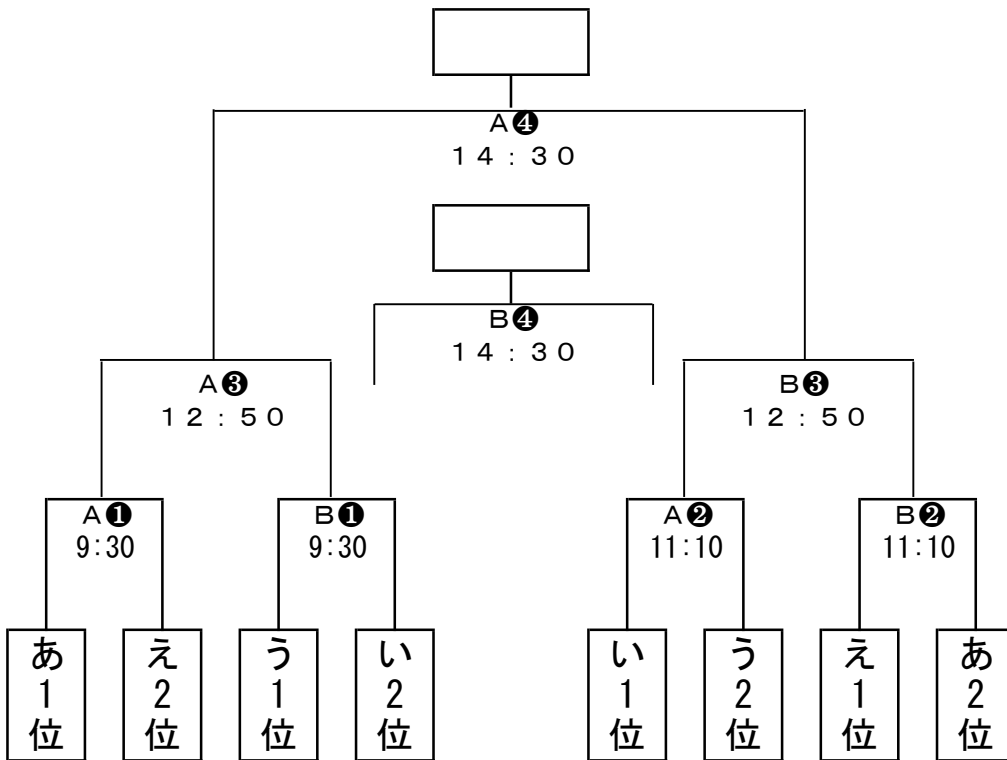 A❹
14:30
B❹
14:30
A❸
12:50
B❸
12:50
A❶
9:30
B❶
9:30
A❷
11:10
B❷
11:10
あ1位
え2位
う1位
い2位
い1位
う2位
え1位
あ2位